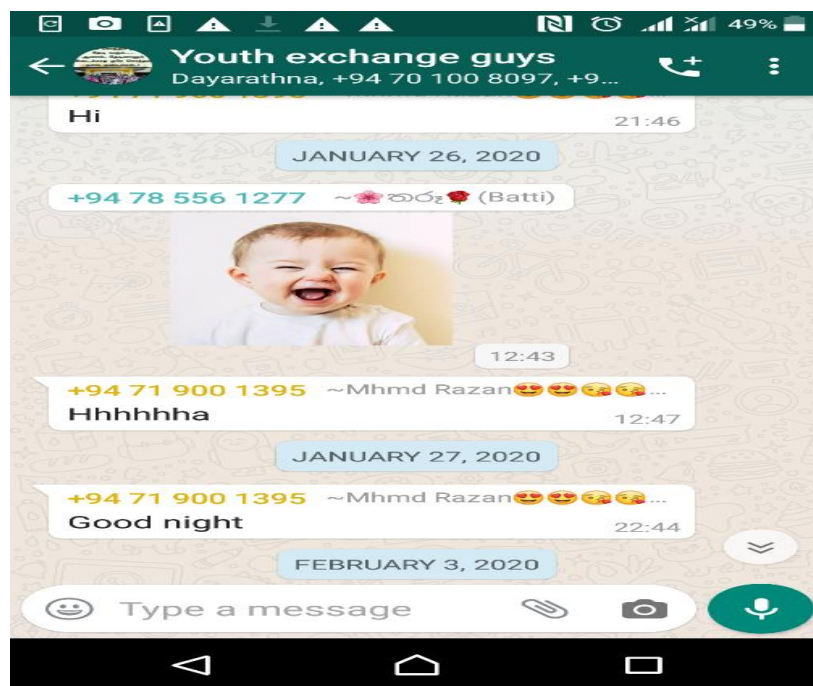 49%
Youth exchange guys
Dayarathna, +94 70 100 8097, +9...
Hi
21:46
JANUARY 26, 2020
+94 78 556 1277 ~🌸තරු🌹 (Batti)
12:43
+94 71 900 1395 ~Mhmd Razan😍😍😘😘...
Hhhhhha
12:47
JANUARY 27, 2020
+94 71 900 1395 ~Mhmd Razan😍😍😘😘...
Good night
22:44
FEBRUARY 3, 2020
Type a message